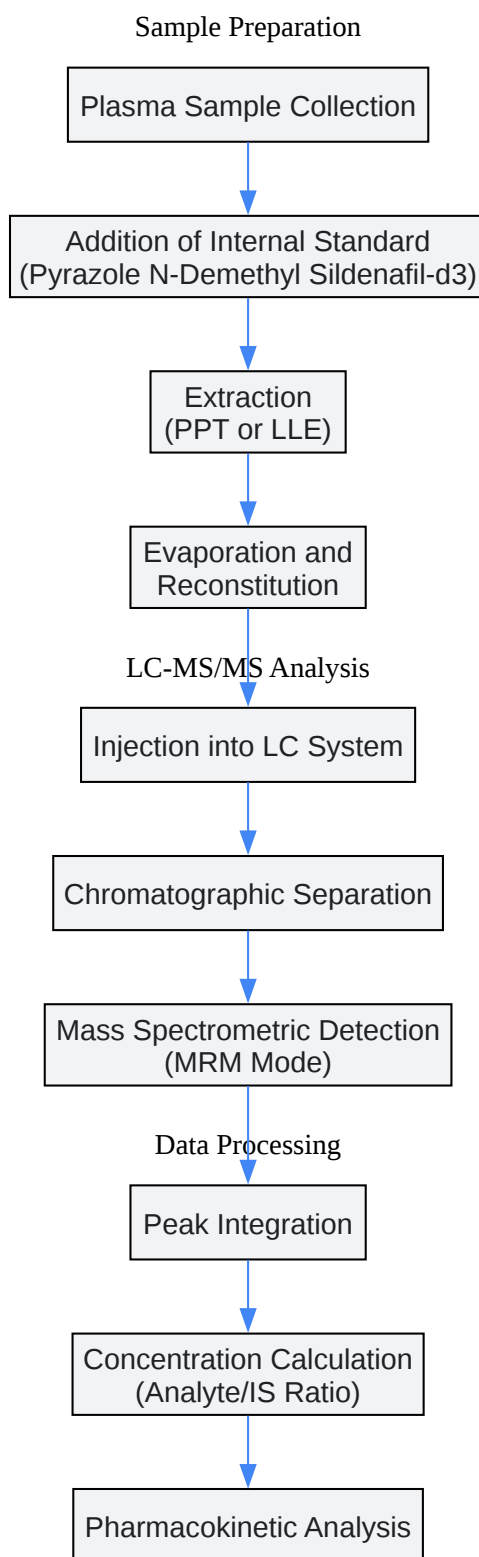 Sample Preparation
Plasma Sample Collection
Addition of Internal Standard
(Pyrazole N-Demethyl Sildenafil-d3)
Extraction
(PPT or LLE)
Evaporation and
Reconstitution
LC-MS/MS Analysis
Injection into LC System
Chromatographic Separation
Mass Spectrometric Detection
(MRM Mode)
Data Processing
Peak Integration
Concentration Calculation
(Analyte/IS Ratio)
Pharmacokinetic Analysis